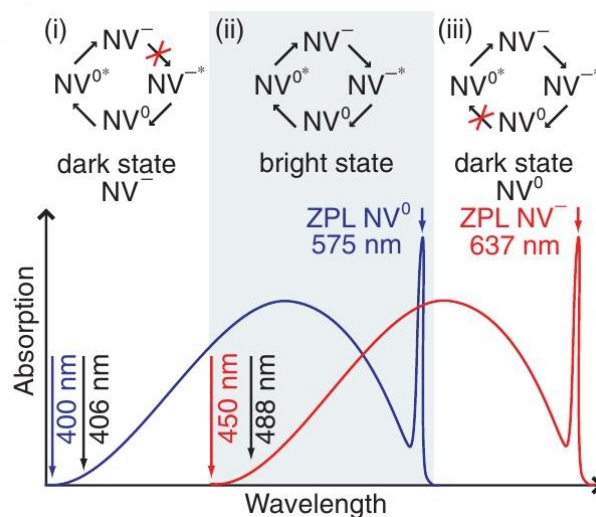 (i)
NV⁻
NV⁰* NV⁻*
NV⁰
dark state
NV⁻
(ii)
NV⁻
NV⁰* NV⁻*
NV⁰
bright state
(iii)
NV⁻
NV⁰* NV⁻*
NV⁰
dark state
NV⁰
ZPL NV⁰
575 nm
ZPL NV⁻
637 nm
Absorption
400 nm
406 nm
450 nm
488 nm
Wavelength